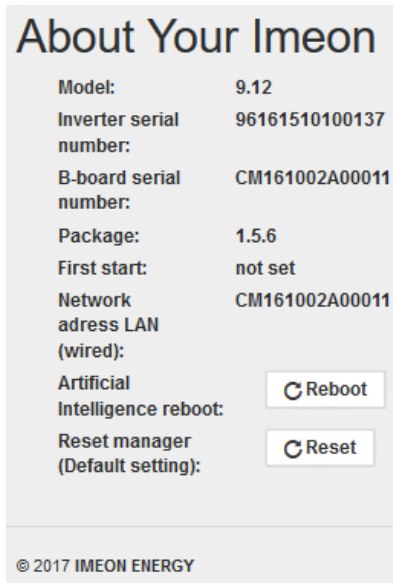 About Your Imeon
Model: 9.12
Inverter serial 96161510100137
number:
B-board serial CM161002A00011
number:
Package: 1.5.6
First start: not set
Network CM161002A00011
adress LAN
(wired):
Artificial
Intelligence reboot: Reboot
Reset manager
(Default setting): Reset
© 2017 IMEON ENERGY